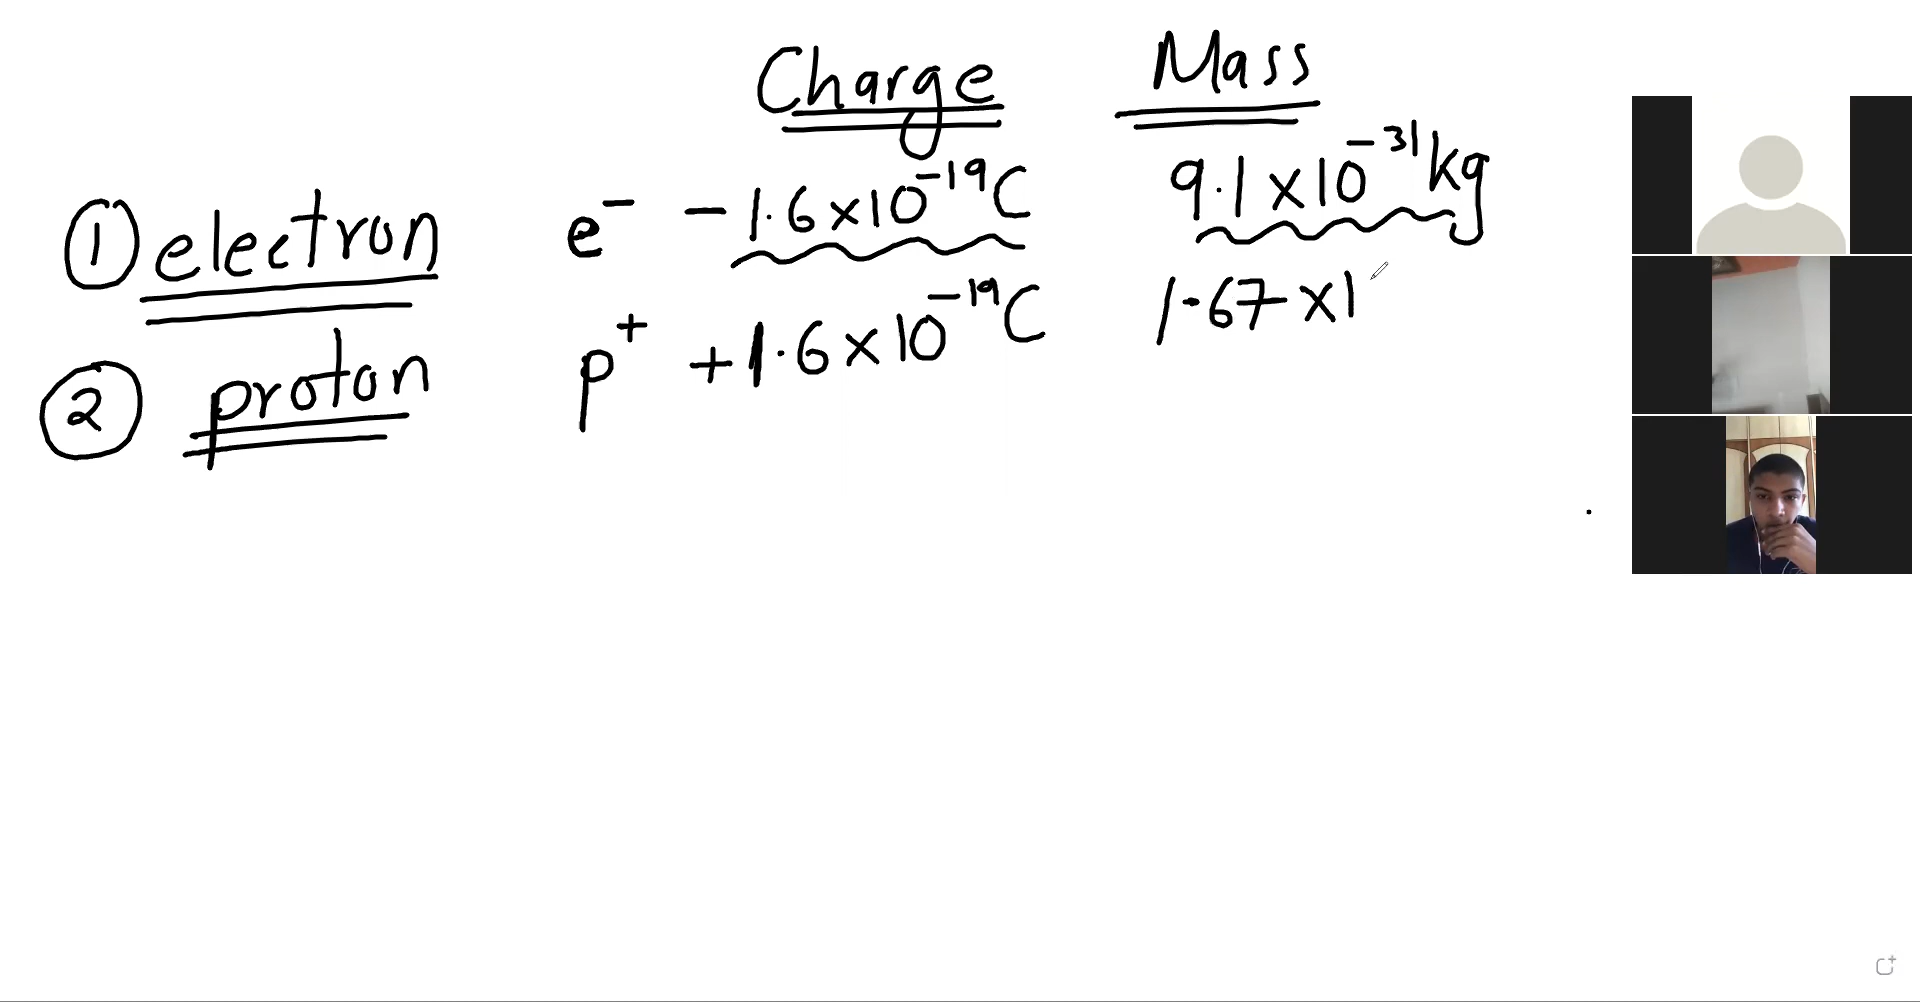 Charge Mass
① electron e⁻ -1.6×10⁻¹⁹C 9.1×10⁻³¹kg
② proton p⁺ +1.6×10⁻¹⁹C 1.67×1